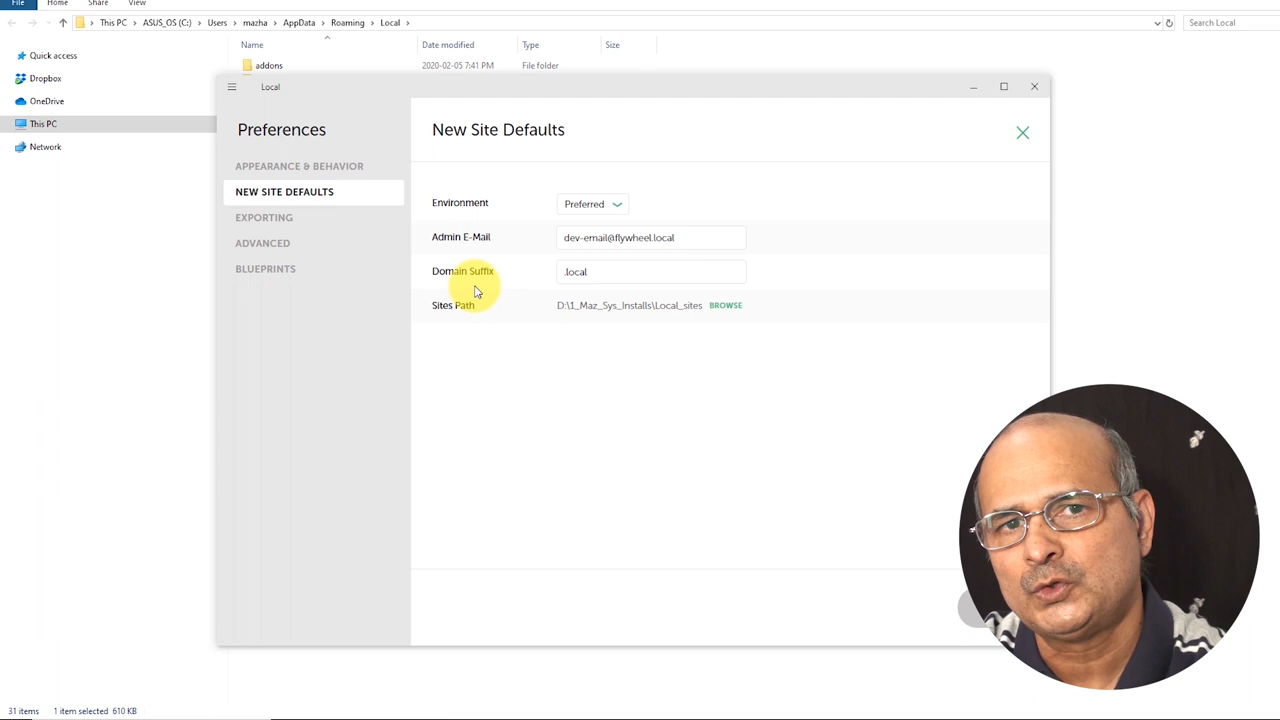 File Home Share View
This PC > ASUS_OS (C:) > Users > mazha > AppData > Roaming > Local >
Search Local
Name Date modified Type Size
Quick access
addons 2020-02-05 7:41 PM File folder
Dropbox
OneDrive
This PC
Network
Local
Preferences
APPEARANCE & BEHAVIOR
NEW SITE DEFAULTS
EXPORTING
ADVANCED
BLUEPRINTS
New Site Defaults
Environment Preferred
Admin E-Mail dev-email@flywheel.local
Domain Suffix .local
Sites Path D:\1_Maz_Sys_Installs\Local_sites BROWSE
31 items 1 item selected 610 KB